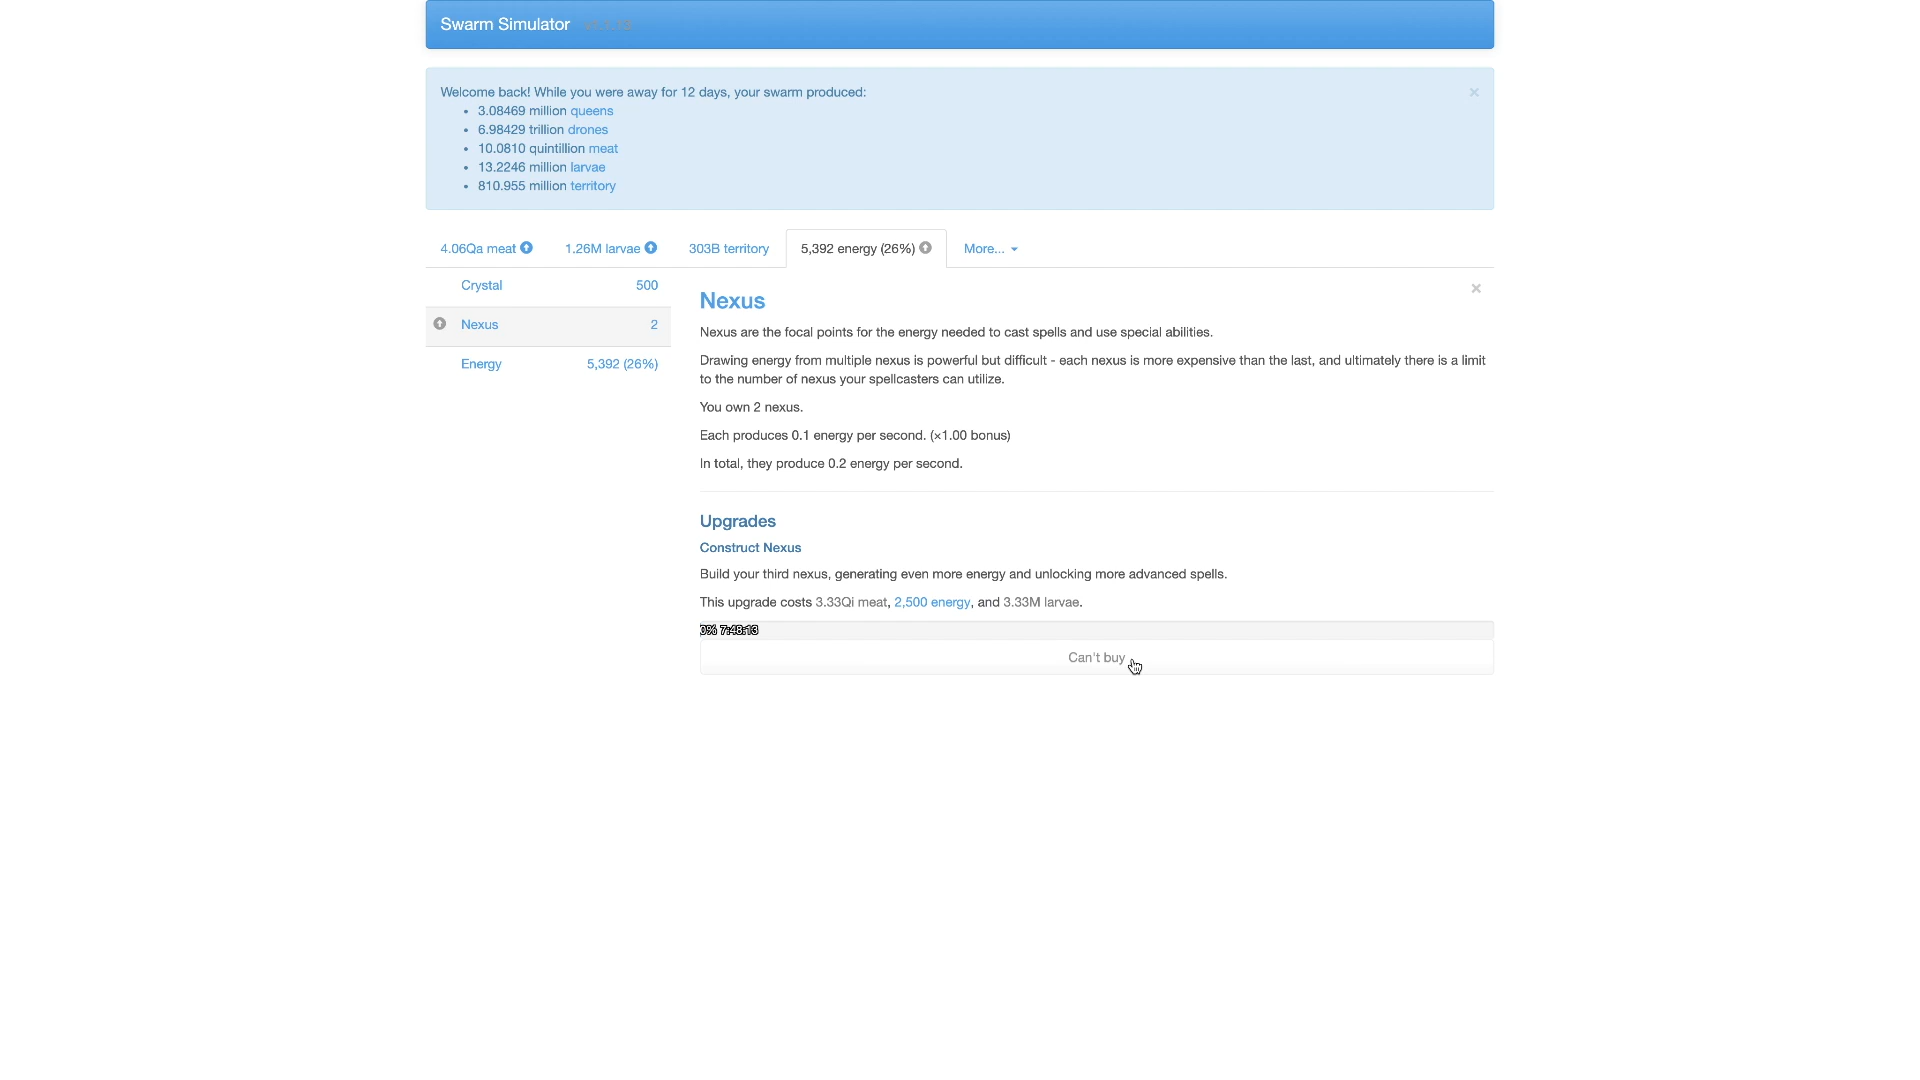 Swarm Simulator
Welcome back! While you were away for 12 days, your swarm produced:
• 3.08469 million queens
• 6.98429 trillion drones
• 10.0810 quintillion meat
• 13.2246 million larvae
• 810.955 million territory
4.06Qa meat 1.26M larvae 303B territory 5,392 energy (26%) More...
Crystal 500
Nexus 2
Energy 5,392 (26%)
Nexus
Nexus are the focal points for the energy needed to cast spells and use special abilities.
Drawing energy from multiple nexus is powerful but difficult - each nexus is more expensive than the last, and ultimately there is a limit
to the number of nexus your spellcasters can utilize.
You own 2 nexus.
Each produces 0.1 energy per second. (×1.00 bonus)
In total, they produce 0.2 energy per second.
Upgrades
Construct Nexus
Build your third nexus, generating even more energy and unlocking more advanced spells.
This upgrade costs 3.33Qi meat, 2,500 energy, and 3.33M larvae.
0% 7:48:13
Can't buy